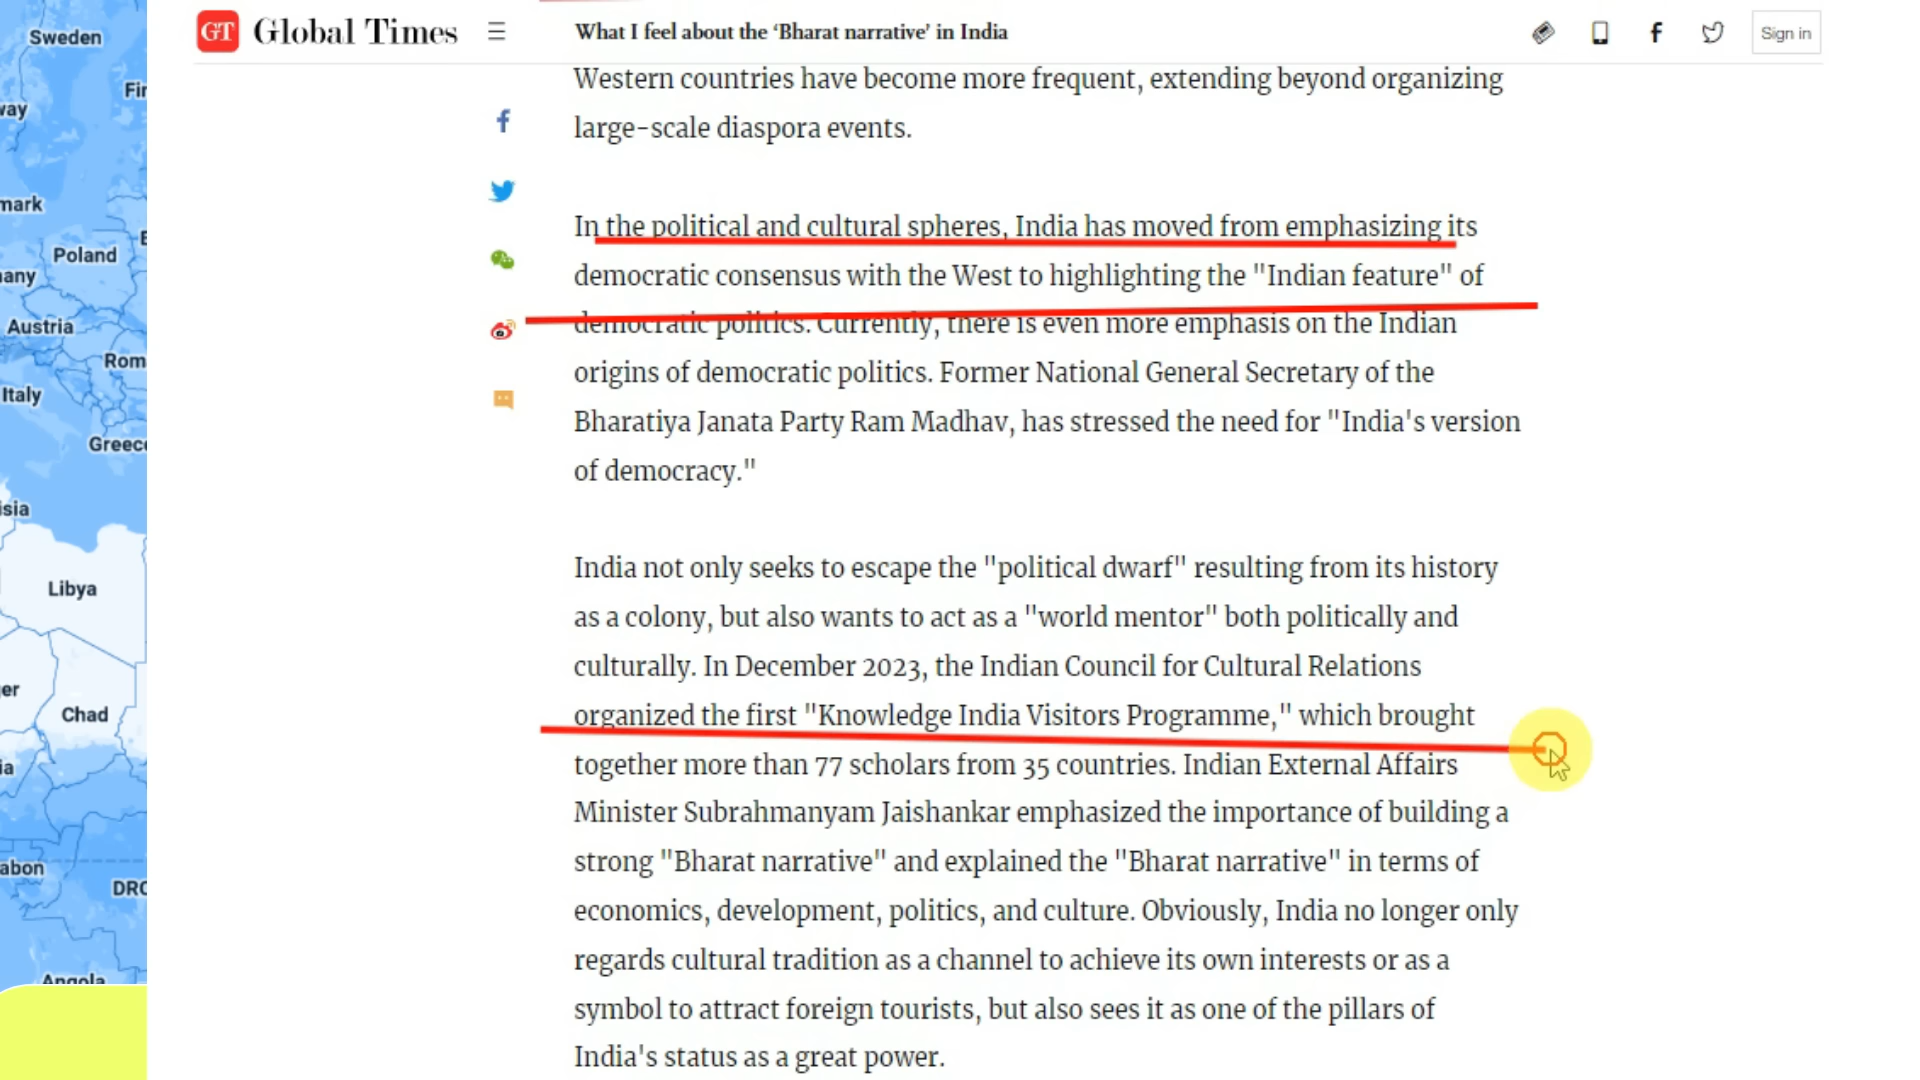 Sweden
Fin
way
mark
Poland
many
Austria
Rom
Italy
Greece
isia
Libya
er
Chad
ia
abon
DRC
Angola
GT Global Times
What I feel about the ‘Bharat narrative’ in India
Sign in
Western countries have become more frequent, extending beyond organizing
large-scale diaspora events.
In the political and cultural spheres, India has moved from emphasizing its
democratic consensus with the West to highlighting the "Indian feature" of
democratic politics. Currently, there is even more emphasis on the Indian
origins of democratic politics. Former National General Secretary of the
Bharatiya Janata Party Ram Madhav, has stressed the need for "India's version
of democracy."
India not only seeks to escape the "political dwarf" resulting from its history
as a colony, but also wants to act as a "world mentor" both politically and
culturally. In December 2023, the Indian Council for Cultural Relations
organized the first "Knowledge India Visitors Programme," which brought
together more than 77 scholars from 35 countries. Indian External Affairs
Minister Subrahmanyam Jaishankar emphasized the importance of building a
strong "Bharat narrative" and explained the "Bharat narrative" in terms of
economics, development, politics, and culture. Obviously, India no longer only
regards cultural tradition as a channel to achieve its own interests or as a
symbol to attract foreign tourists, but also sees it as one of the pillars of
India's status as a great power.